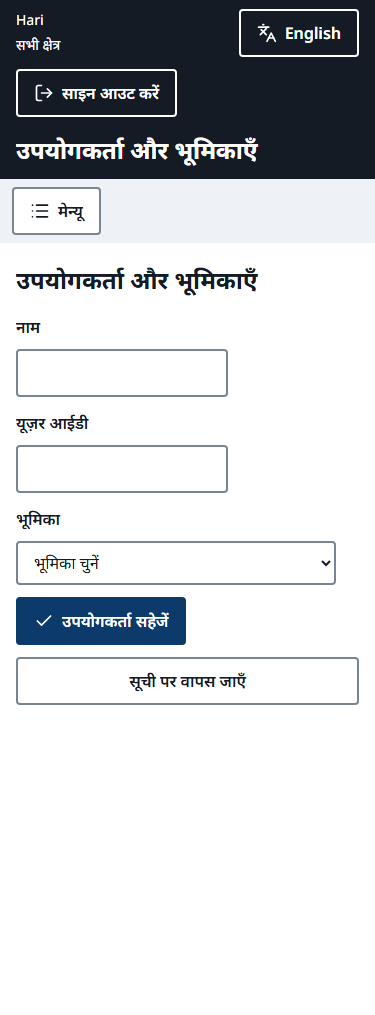 Hari
सभी क्षेत्र
English
साइन आउट करें
उपयोगकर्ता और भूमिकाएँ
मेन्यू
उपयोगकर्ता और भूमिकाएँ
नाम
यूज़र आईडी
भूमिका
भूमिका चुनें
उपयोगकर्ता सहेजें
सूची पर वापस जाएँ